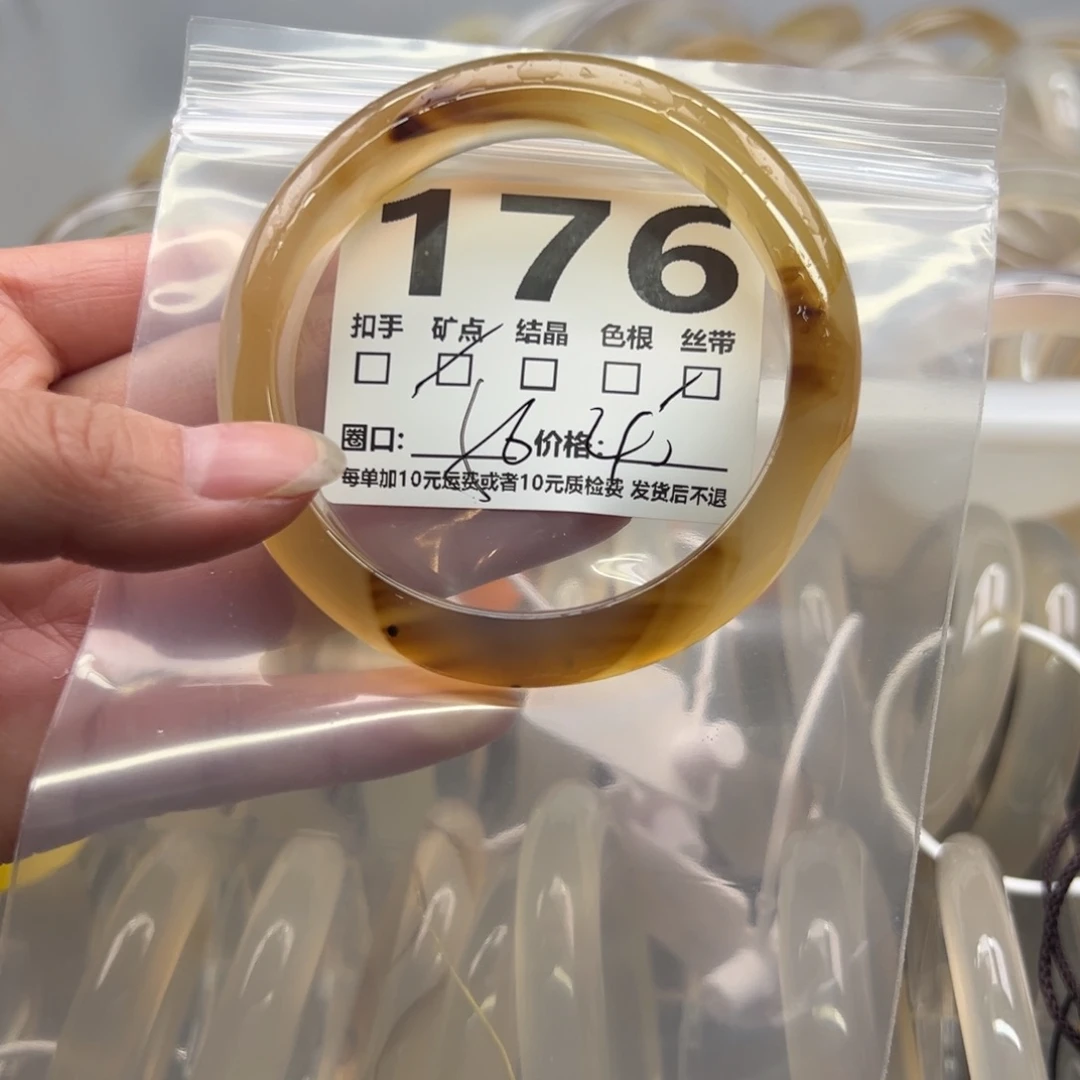 176
扣手 矿点 结晶 色根 丝带
圈口: 价格:
每单加10元运费或者10元质检费 发货后不退